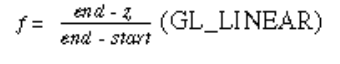 f = end - z / end - start (GL_LINEAR)